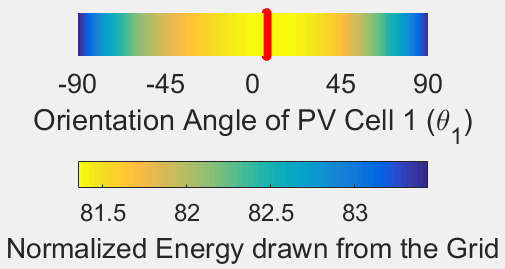 -90 -45 0 45 90
Orientation Angle of PV Cell 1 (θ₁)
81.5 82 82.5 83
Normalized Energy drawn from the Grid